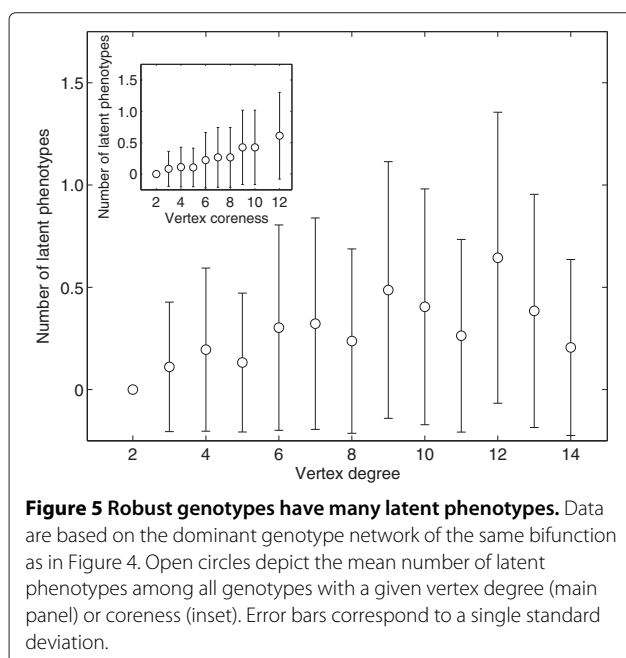 1.5
1.0
0.5
0
Number of latent phenotypes
2 4 6 8 10 12 14
Vertex degree
1.5
1.0
0.5
0
Number of latent phenotypes
2 4 6 8 10 12
Vertex coreness
Figure 5 Robust genotypes have many latent phenotypes. Data
are based on the dominant genotype network of the same bifunction
as in Figure 4. Open circles depict the mean number of latent
phenotypes among all genotypes with a given vertex degree (main
panel) or coreness (inset). Error bars correspond to a single standard
deviation.